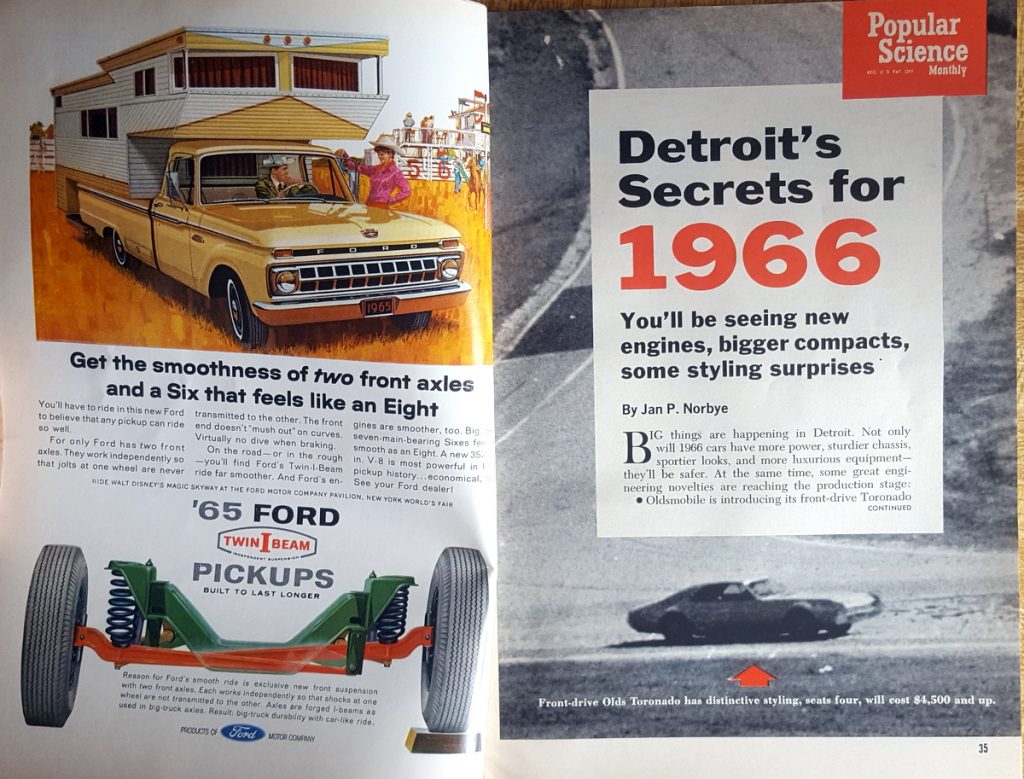 FORD
1965
Get the smoothness of two front axles
and a Six that feels like an Eight
You'll have to ride in this new Ford
to believe that any pickup can ride
so well.
For only Ford has two front
axles. They work independently so
that jolts at one wheel are never
transmitted to the other. The front
end doesn't "mush out" on curves.
Virtually no dive when braking.
On the road—or in the rough
—you'll find Ford's Twin-I-Beam
ride far smoother. And Ford's en-
gines are smoother, too. Big,
seven-main-bearing Sixes
smooth as an Eight. A new
in. V-8 is most powerful in
pickup history...economical,
See your Ford dealer!
RIDE WALT DISNEY'S MAGIC SKYWAY AT THE FORD MOTOR COMPANY PAVILION, NEW YORK WORLD'S FAIR
'65 FORD
TWIN I BEAM
INDEPENDENT SUSPENSION
PICKUPS
BUILT TO LAST LONGER
Reason for Ford's smooth ride is exclusive new front suspension
with two front axles. Each works independently so that shocks at one
wheel are not transmitted to the other. Axles are forged I-beams as
used in big-truck axles. Result: big-truck durability with car-like ride.
PRODUCTS OF Ford MOTOR COMPANY
Popular
Science
REG. U. S. PAT. OFF. Monthly
Detroit's
Secrets for
1966
You'll be seeing new
engines, bigger compacts,
some styling surprises
By Jan P. Norbye
BIG things are happening in Detroit. Not only
will 1966 cars have more power, sturdier chassis,
sportier looks, and more luxurious equipment—
they'll be safer. At the same time, some great engi-
neering novelties are reaching the production stage:
• Oldsmobile is introducing its front-drive Toronado
CONTINUED
Front-drive Olds Toronado has distinctive styling, seats four, will cost $4,500 and up.
35